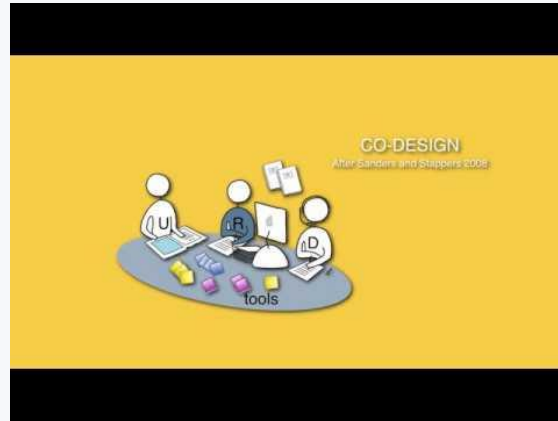 CO-DESIGN
After Sanders and Stappers 2008
U
R
D
tools